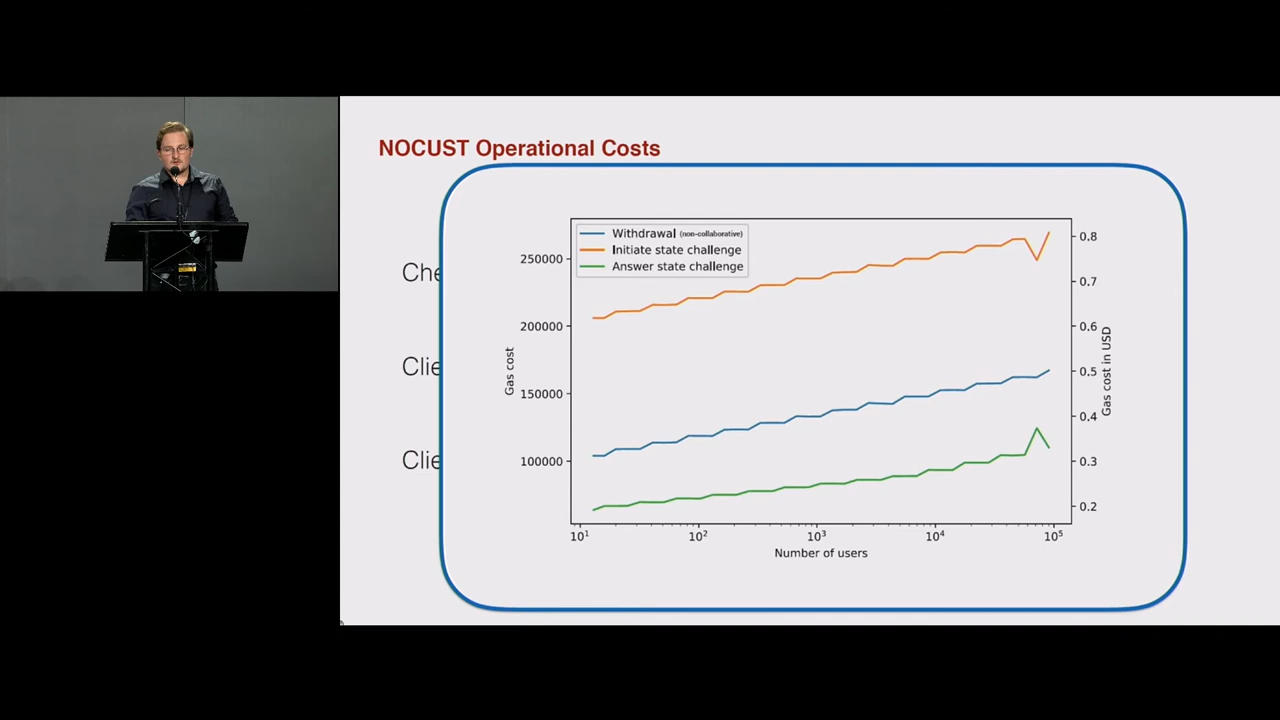 NOCUST Operational Costs
Che
Clie
Clie
Withdrawal (non-collaborative)
Initiate state challenge
Answer state challenge
Gas cost
250000
200000
150000
100000
0.8
0.7
0.6
0.5
0.4
0.3
0.2
Gas cost in USD
10¹
10²
10³
10⁴
10⁵
Number of users